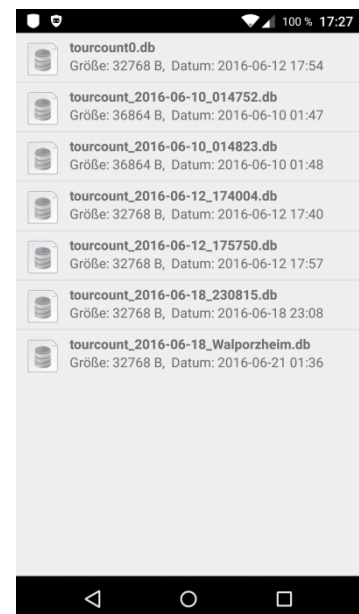 100 % 17:27
tourcount0.db
Größe: 32768 B, Datum: 2016-06-12 17:54
tourcount_2016-06-10_014752.db
Größe: 36864 B, Datum: 2016-06-10 01:47
tourcount_2016-06-10_014823.db
Größe: 36864 B, Datum: 2016-06-10 01:48
tourcount_2016-06-12_174004.db
Größe: 32768 B, Datum: 2016-06-12 17:40
tourcount_2016-06-12_175750.db
Größe: 32768 B, Datum: 2016-06-12 17:57
tourcount_2016-06-18_230815.db
Größe: 32768 B, Datum: 2016-06-18 23:08
tourcount_2016-06-18_Walporzheim.db
Größe: 32768 B, Datum: 2016-06-21 01:36